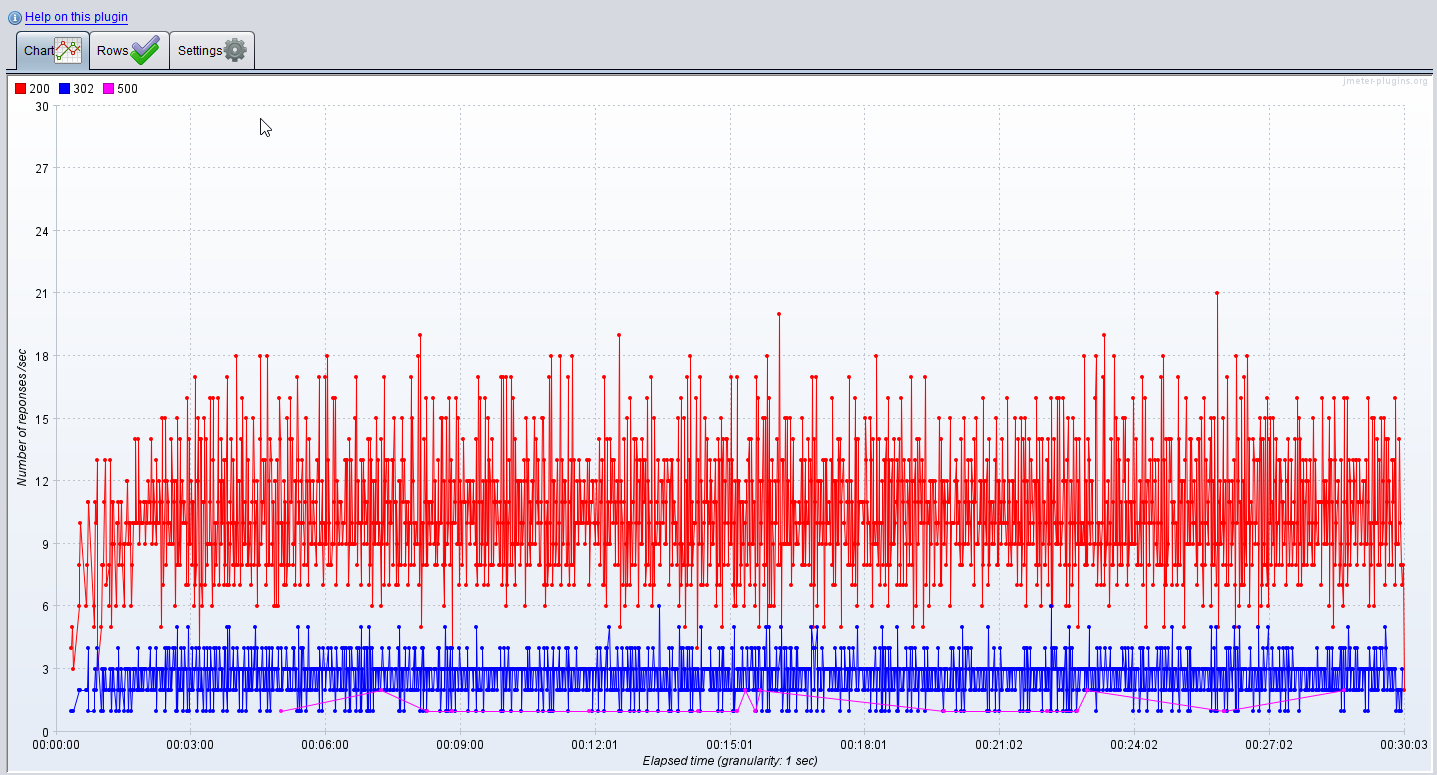 Help on this plugin
Chart Rows Settings
jmeter-plugins.org
200 302 500
30
27
24
21
18
15
12
9
6
3
0
Number of reponses /sec
00:00:00 00:03:00 00:06:00 00:09:00 00:12:01 00:15:01 00:18:01 00:21:02 00:24:02 00:27:02 00:30:03
Elapsed time (granularity: 1 sec)